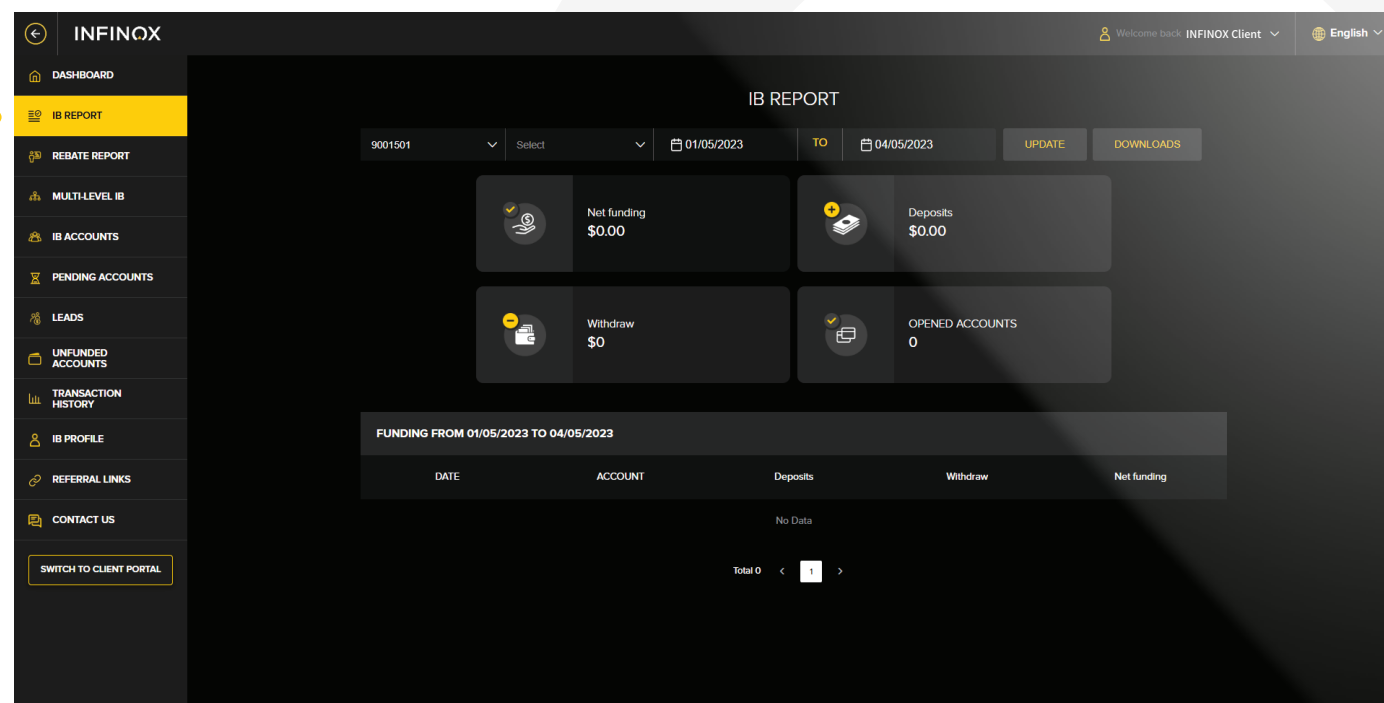 INFINOX
Welcome back INFINOX Client
English
DASHBOARD
IB REPORT
REBATE REPORT
MULTI-LEVEL IB
IB ACCOUNTS
PENDING ACCOUNTS
LEADS
UNFUNDED
ACCOUNTS
TRANSACTION
HISTORY
IB PROFILE
REFERRAL LINKS
CONTACT US
SWITCH TO CLIENT PORTAL
IB REPORT
9001501 Select 01/05/2023 TO 04/05/2023 UPDATE DOWNLOADS
Net funding
$0.00
Deposits
$0.00
Withdraw
$0
OPENED ACCOUNTS
0
FUNDING FROM 01/05/2023 TO 04/05/2023
DATE ACCOUNT Deposits Withdraw Net funding
No Data
Total 0 < 1 >